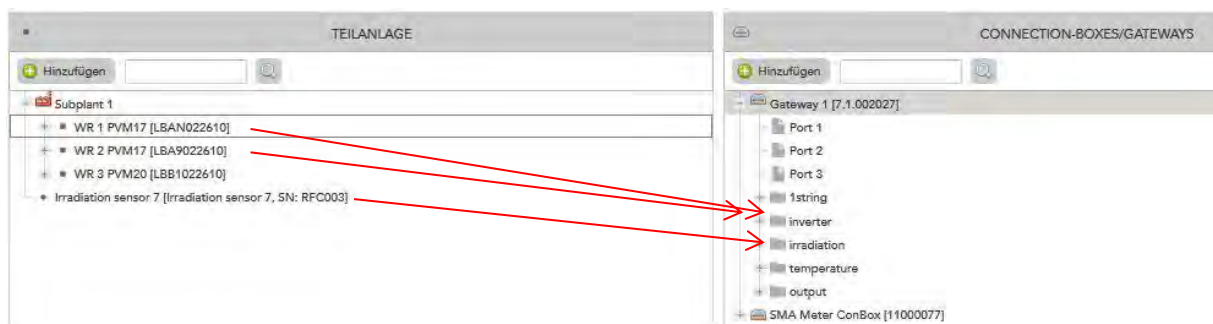 TEILANLAGE
Hinzufügen
Subplant 1
WR 1 PVM17 [LBAN022610]
WR 2 PVM17 [LBA9022610]
WR 3 PVM20 [LBB1022610]
Irradiation sensor 7 [Irradiation sensor 7, SN: RFC003]
CONNECTION-BOXES/GATEWAYS
Hinzufügen
Gateway 1 [7.1.002027]
Port 1
Port 2
Port 3
1string
inverter
irradiation
temperature
output
SMA Meter ConBox [11000077]